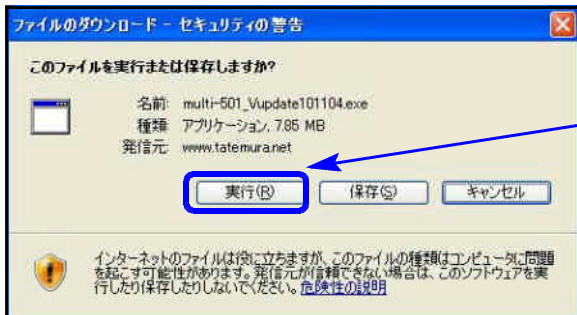 ファイルのダウンロード - セキュリティの警告
このファイルを実行または保存しますか?
名前: multi-501_Vupdate101104.exe
種類: アプリケーション, 7.85 MB
発信元: www.tatemura.net
実行(R) 保存(S) キャンセル
インターネットのファイルは役に立ちますが、このファイルの種類はコンピュータに問題
を起こす可能性があります。発信元が信頼できない場合は、このソフトウェアを実
行したり保存したりしないでください。危険性の説明